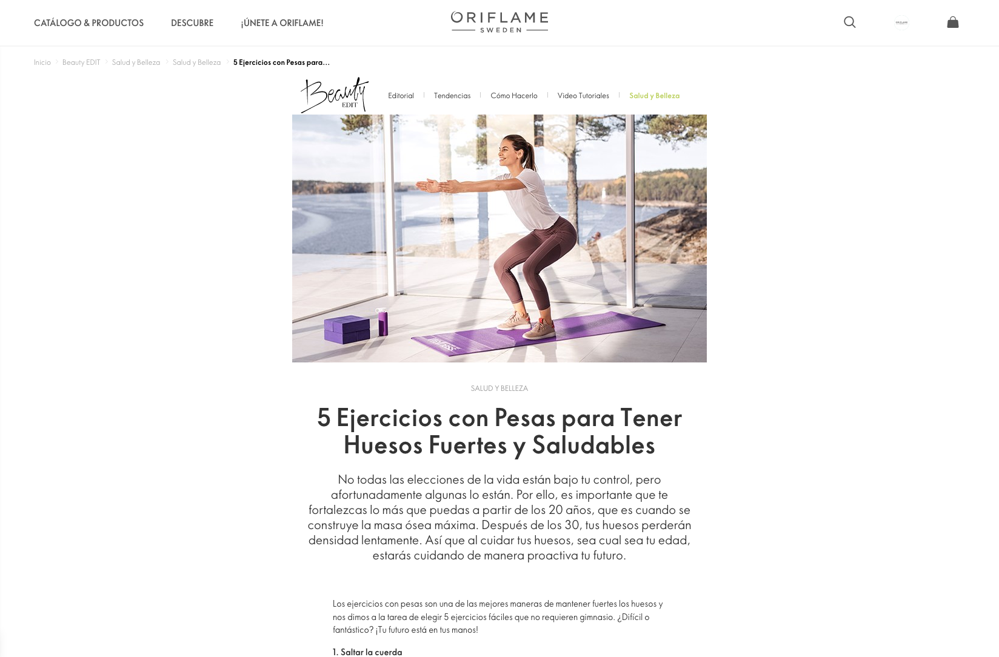 CATÁLOGO & PRODUCTOS
DESCUBRE
¡ÚNETE A ORIFLAME!
ORIFLAME
SWEDEN
ORIFLAME
Inicio
Beauty EDIT
Salud y Belleza
Salud y Belleza
5 Ejercicios con Pesas para...
Beauty
EDIT
Editorial
Tendencias
Cómo Hacerlo
Video Tutoriales
Salud y Belleza
SALUD Y BELLEZA
5 Ejercicios con Pesas para Tener
Huesos Fuertes y Saludables
No todas las elecciones de la vida están bajo tu control, pero
afortunadamente algunas lo están. Por ello, es importante que te
fortalezcas lo más que puedas a partir de los 20 años, que es cuando se
construye la masa ósea máxima. Después de los 30, tus huesos perderán
densidad lentamente. Así que al cuidar tus huesos, sea cual sea tu edad,
estarás cuidando de manera proactiva tu futuro.
Los ejercicios con pesas son una de las mejores maneras de mantener fuertes los huesos y
nos dimos a la tarea de elegir 5 ejercicios fáciles que no requieren gimnasio. ¿Difícil o
fantástico? ¡Tu futuro está en tus manos!
1. Saltar la cuerda